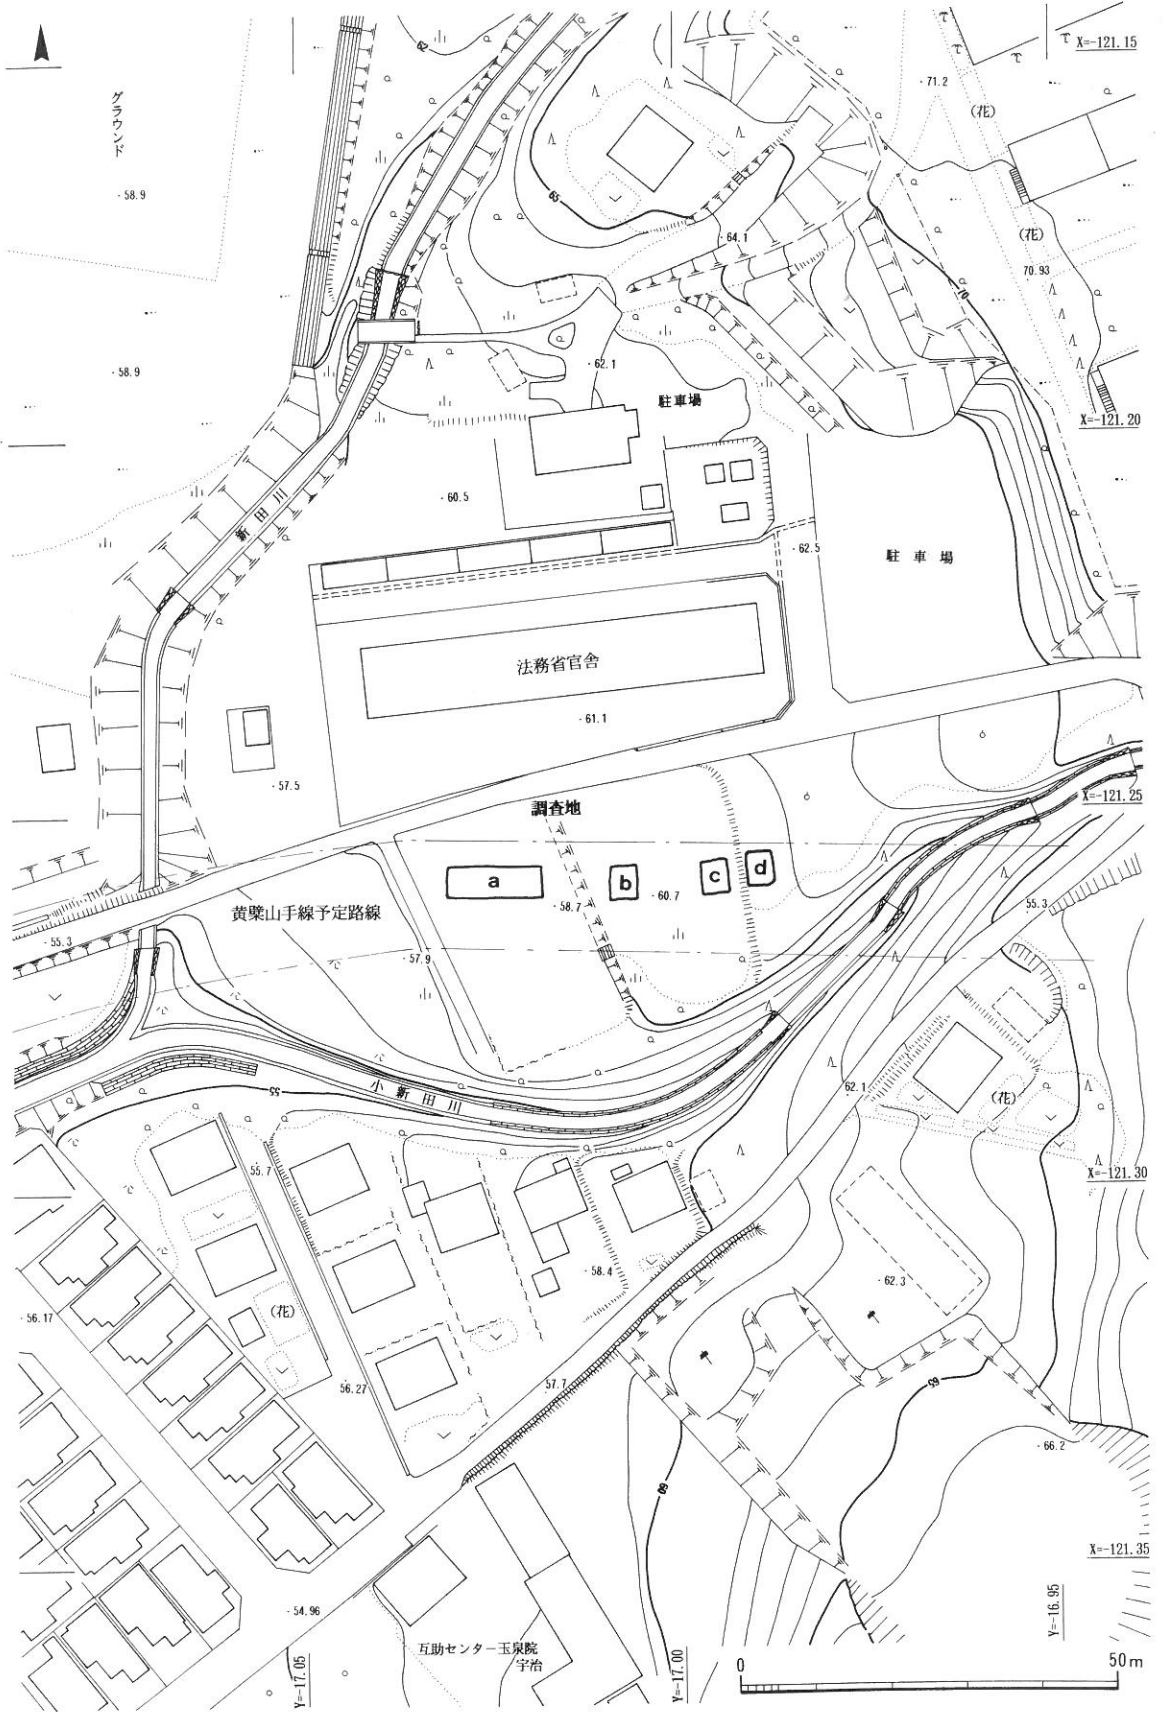 X=-121.15
グラウンド
·71.2
(花)
·58.9
65
(花)
·64.1
70.93
70
·62.1
·58.9
駐車場
X=-121.20
·60.5
新田川
·62.5
駐車場
法務省官舎
·61.1
·57.5
X=-121.25
調査地
a
b
c
d
·58.7
·60.7
55.3
黄檗山手線予定路線
·55.3
·57.9
小新田川
55
62.1
(花)
55.7
X=-121.30
·58.4
·62.3
·56.17
(花)
56.27
57.7
65
·66.2
60
X=-121.35
·54.96
Y=-16.95
互助センター玉泉院
宇治
Y=-17.05
Y=-17.00
0
50m